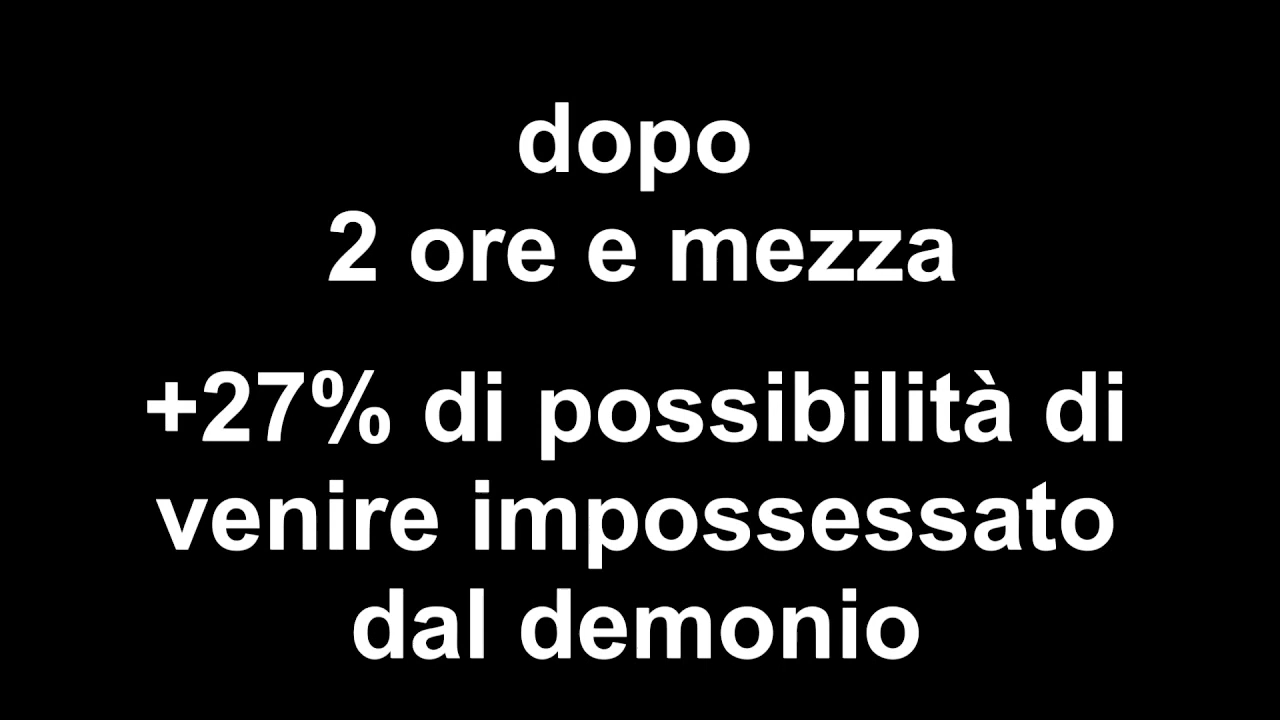 dopo
2 ore e mezza
+27% di possibilità di
venire impossessato
dal demonio